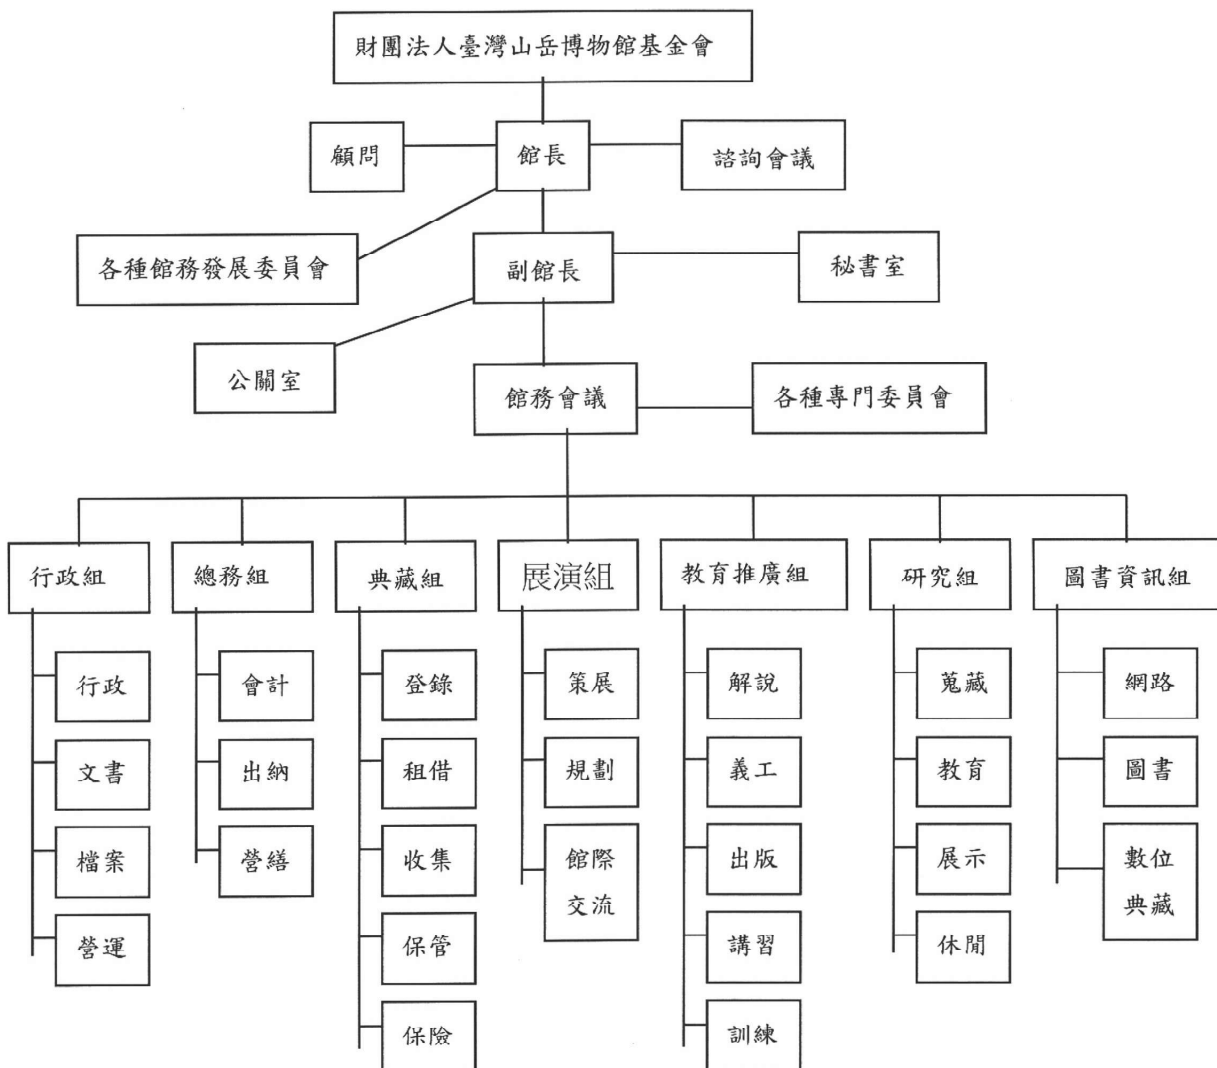 財團法人臺灣山岳博物館基金會
顧問
館長
諮詢會議
各種館務發展委員會
副館長
秘書室
公關室
館務會議
各種專門委員會
行政組
總務組
典藏組
展演組
教育推廣組
研究組
圖書資訊組
行政
會計
登錄
策展
解說
蒐藏
網路
文書
出納
租借
規劃
義工
教育
圖書
檔案
營繕
收集
館際
交流
出版
展示
數位
典藏
營運
保管
講習
休閒
保險
訓練